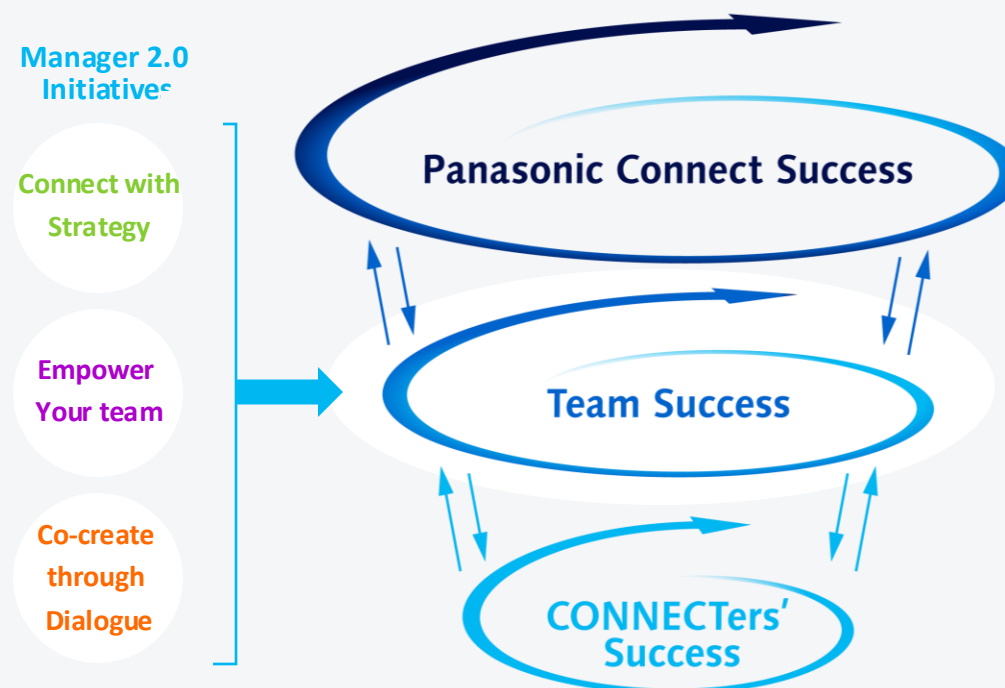 Manager 2.0
Initiatives
Connect with
Strategy
Empower
Your team
Co-create
through
Dialogue
Panasonic Connect Success
Team Success
CONNECTers'
Success